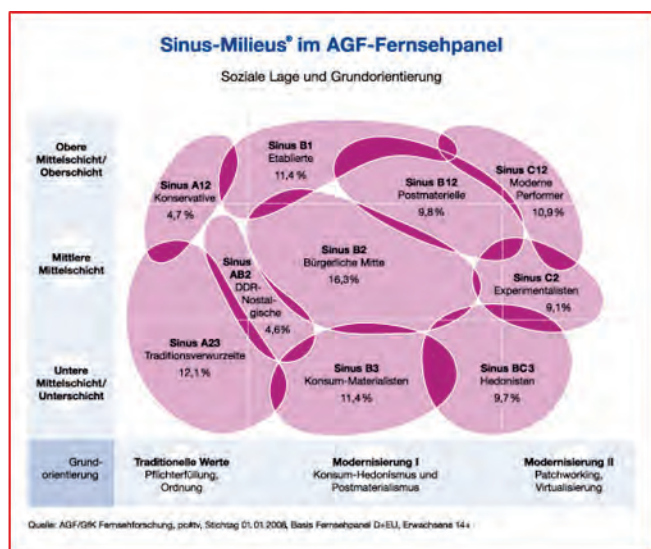 Sinus-Milieus® im AGF-Fernsehpanel
Soziale Lage und Grundorientierung
Obere
Mittelschicht/
Oberschicht
Mittlere
Mittelschicht
Untere
Mittelschicht/
Unterschicht
Sinus B1
Etablierte
11,4 %
Sinus A12
Konservative
4,7 %
Sinus B12
Postmaterielle
9,8 %
Sinus C12
Moderne
Performer
10,9 %
Sinus B2
Bürgerliche Mitte
16,3%
Sinus
AB2
DDR-
Nostal-
gische
4,6%
Sinus C2
Experimentalisten
9,1%
Sinus A23
Traditionsverwurzelte
12,1 %
Sinus B3
Konsum-Materialisten
11,4 %
Sinus BC3
Hedonisten
9,7 %
Grund-
orientierung
Traditionelle Werte
Pflichterfüllung,
Ordnung
Modernisierung I
Konsum-Hedonismus und
Postmaterialismus
Modernisierung II
Patchworking,
Virtualisierung
Quelle: AGF/GfK Fernsehforschung, pc#tv, Stichtag 01.01.2008, Basis Fernsehpanel D+EU, Erwachsene 14+